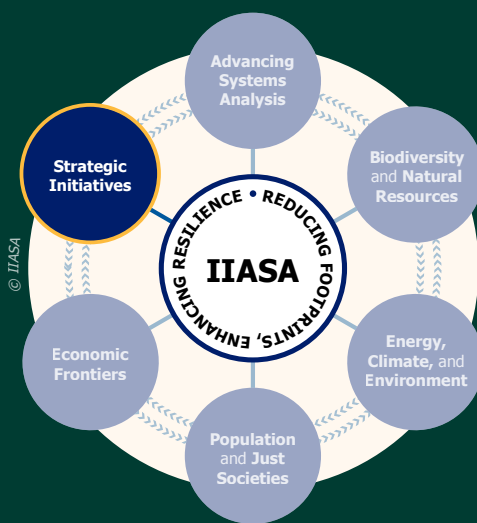 Advancing
Systems
Analysis
Strategic
Initiatives
Biodiversity
and Natural
Resources
REDUCING FOOTPRINTS, ENHANCING RESILIENCE •
IIASA
© IIASA
Economic
Frontiers
Energy,
Climate, and
Environment
Population
and Just
Societies